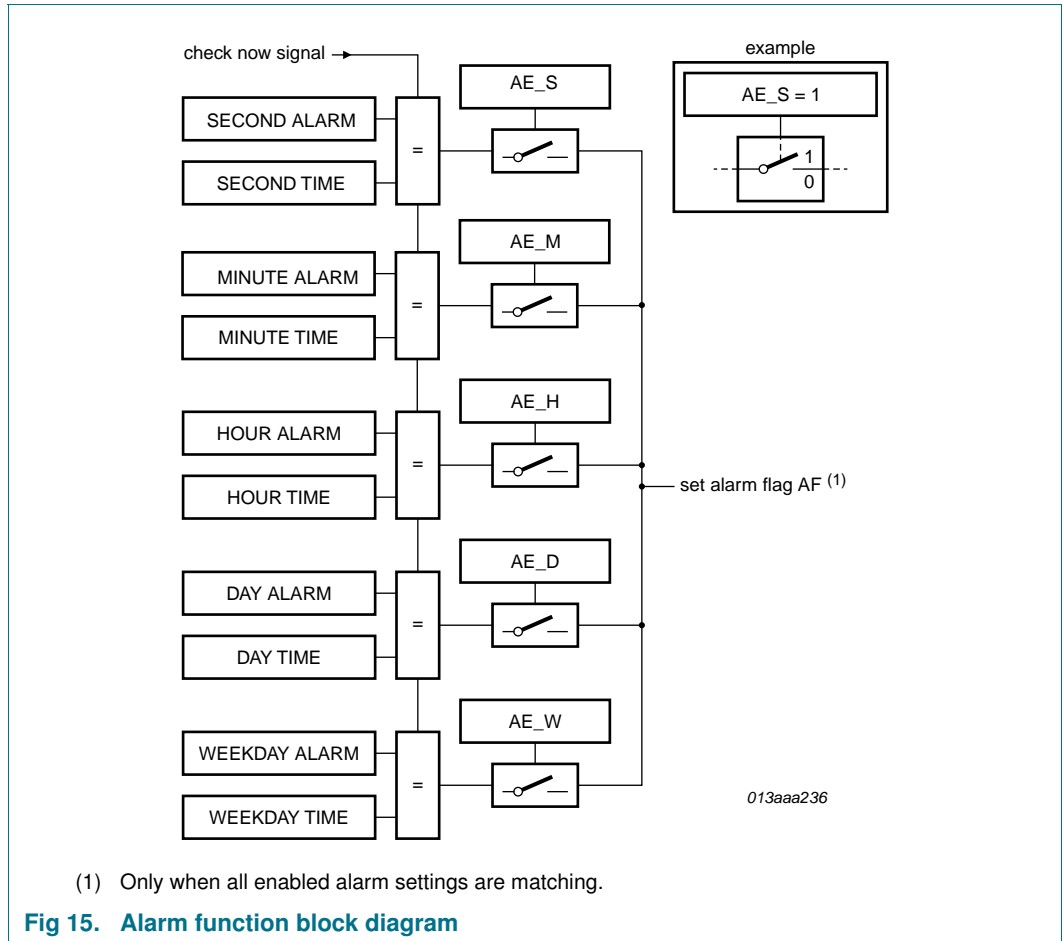 check now signal
example
AE_S
AE_S = 1
SECOND ALARM
=
1
SECOND TIME
0
AE_M
MINUTE ALARM
=
MINUTE TIME
AE_H
HOUR ALARM
=
set alarm flag AF (1)
HOUR TIME
AE_D
DAY ALARM
=
DAY TIME
AE_W
WEEKDAY ALARM
=
013aaa236
WEEKDAY TIME
(1) Only when all enabled alarm settings are matching.
Fig 15. Alarm function block diagram